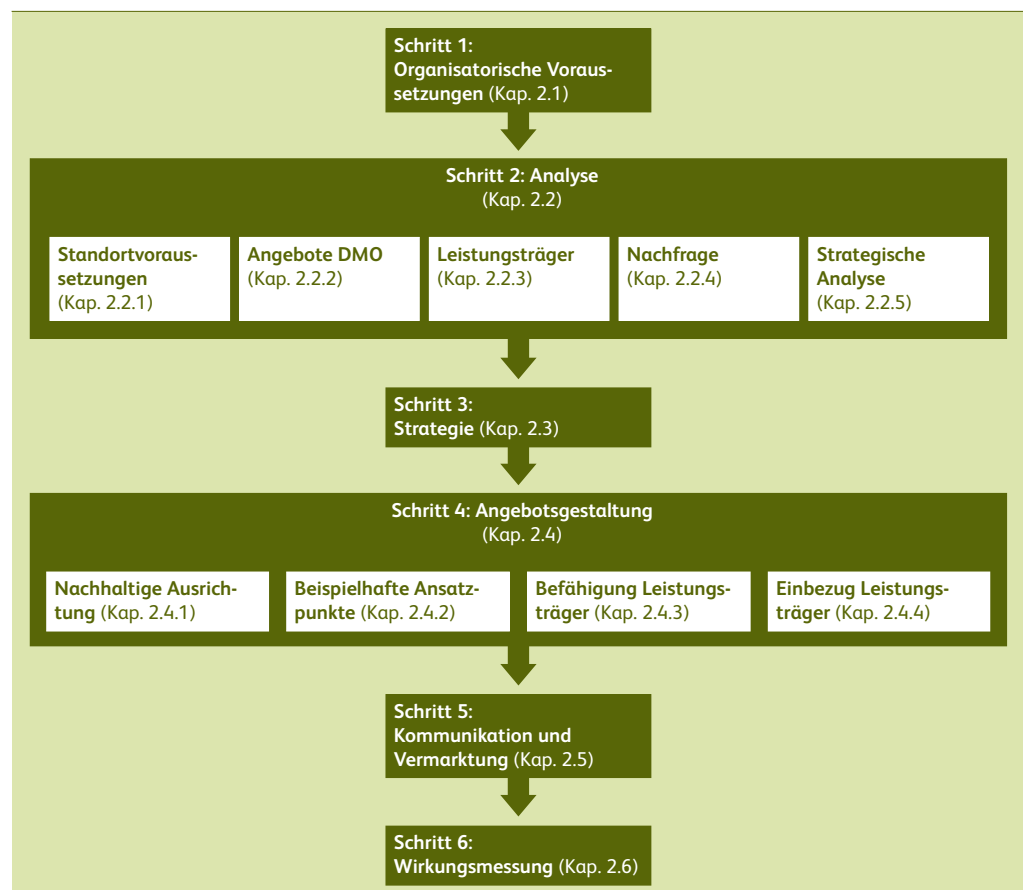 Schritt 1:
Organisatorische Voraus-
setzungen (Kap. 2.1)
Schritt 2: Analyse
(Kap. 2.2)
Standortvoraus-
setzungen
(Kap. 2.2.1)
Angebote DMO
(Kap. 2.2.2)
Leistungsträger
(Kap. 2.2.3)
Nachfrage
(Kap. 2.2.4)
Strategische
Analyse
(Kap. 2.2.5)
Schritt 3:
Strategie (Kap. 2.3)
Schritt 4: Angebotsgestaltung
(Kap. 2.4)
Nachhaltige Ausrich-
tung (Kap. 2.4.1)
Beispielhafte Ansatz-
punkte (Kap. 2.4.2)
Befähigung Leistungs-
träger (Kap. 2.4.3)
Einbezug Leistungs-
träger (Kap. 2.4.4)
Schritt 5:
Kommunikation und
Vermarktung (Kap. 2.5)
Schritt 6:
Wirkungsmessung (Kap. 2.6)